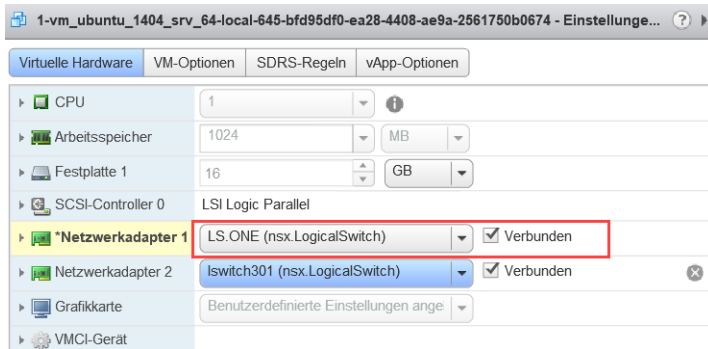 1-vm_ubuntu_1404_srv_64-local-645-bfd95df0-ea28-4408-ae9a-2561750b0674 - Einstellunge... ?
Virtuelle Hardware VM-Optionen SDRS-Regeln vApp-Optionen
CPU 1
Arbeitsspeicher 1024 MB
Festplatte 1 16 GB
SCSI-Controller 0 LSI Logic Parallel
*Netzwerkadapter 1 LS.ONE (nsx.LogicalSwitch) Verbunden
Netzwerkadapter 2 lswitch301 (nsx.LogicalSwitch) Verbunden
Grafikkarte Benutzerdefinierte Einstellungen ange
VMCI-Gerät